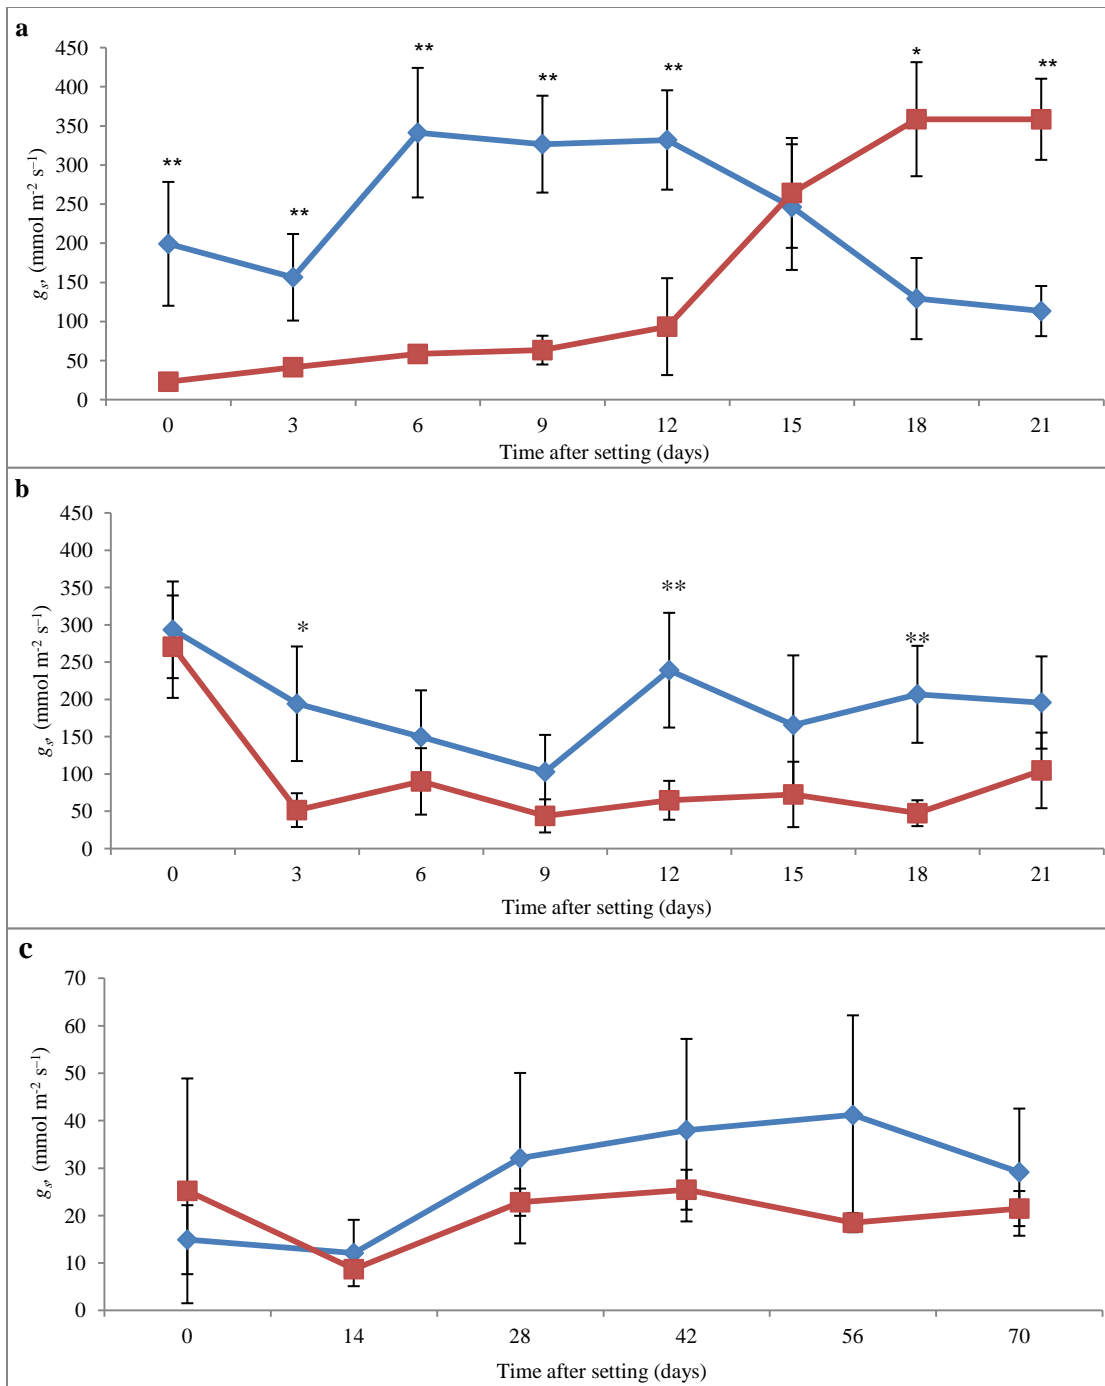 a
450
400
350
300
250
200
150
100
50
0
gs, (mmol m-2 s–1)
** ** ** ** ** * **
0 3 6 9 12 15 18 21
Time after setting (days)
b
450
400
350
300
250
200
150
100
50
0
gs, (mmol m-2 s–1)
* ** **
0 3 6 9 12 15 18 21
Time after setting (days)
c
70
60
50
40
30
20
10
0
gs, (mmol m-2 s–1)
0 14 28 42 56 70
Time after setting (days)